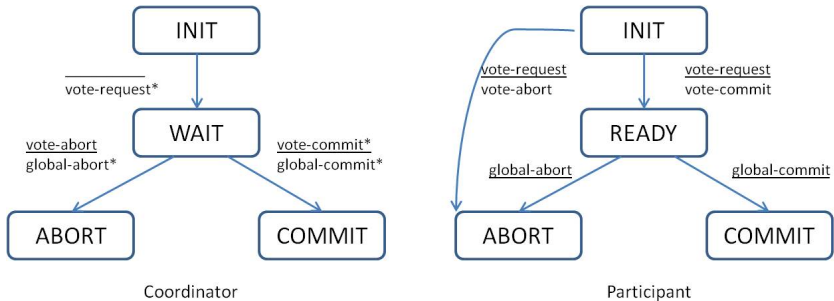 INIT
vote-request*
WAIT
vote-abort
global-abort*
vote-commit*
global-commit*
ABORT
COMMIT
Coordinator
INIT
vote-request
vote-abort
vote-request
vote-commit
READY
global-abort
global-commit
ABORT
COMMIT
Participant